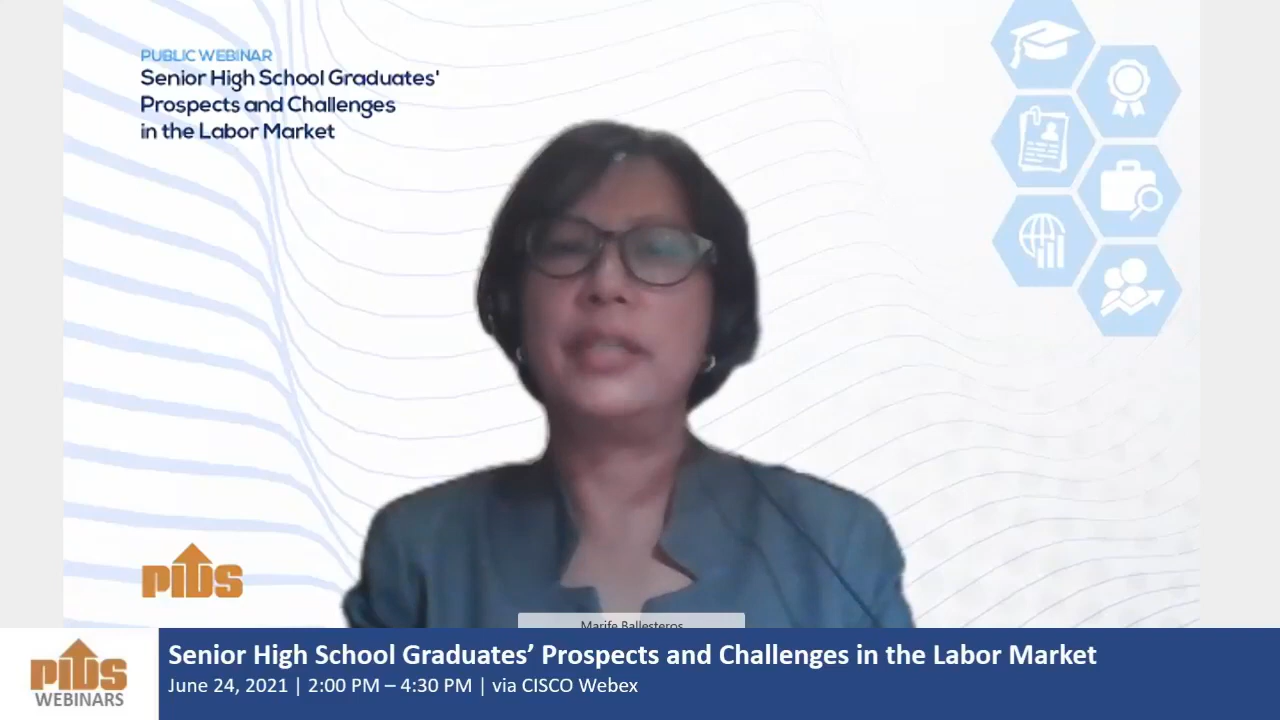 PUBLIC WEBINAR
Senior High School Graduates'
Prospects and Challenges
in the Labor Market
PIDS
Marife Ballesteros
PIDS
WEBINARS
Senior High School Graduates’ Prospects and Challenges in the Labor Market
June 24, 2021 | 2:00 PM – 4:30 PM | via CISCO Webex